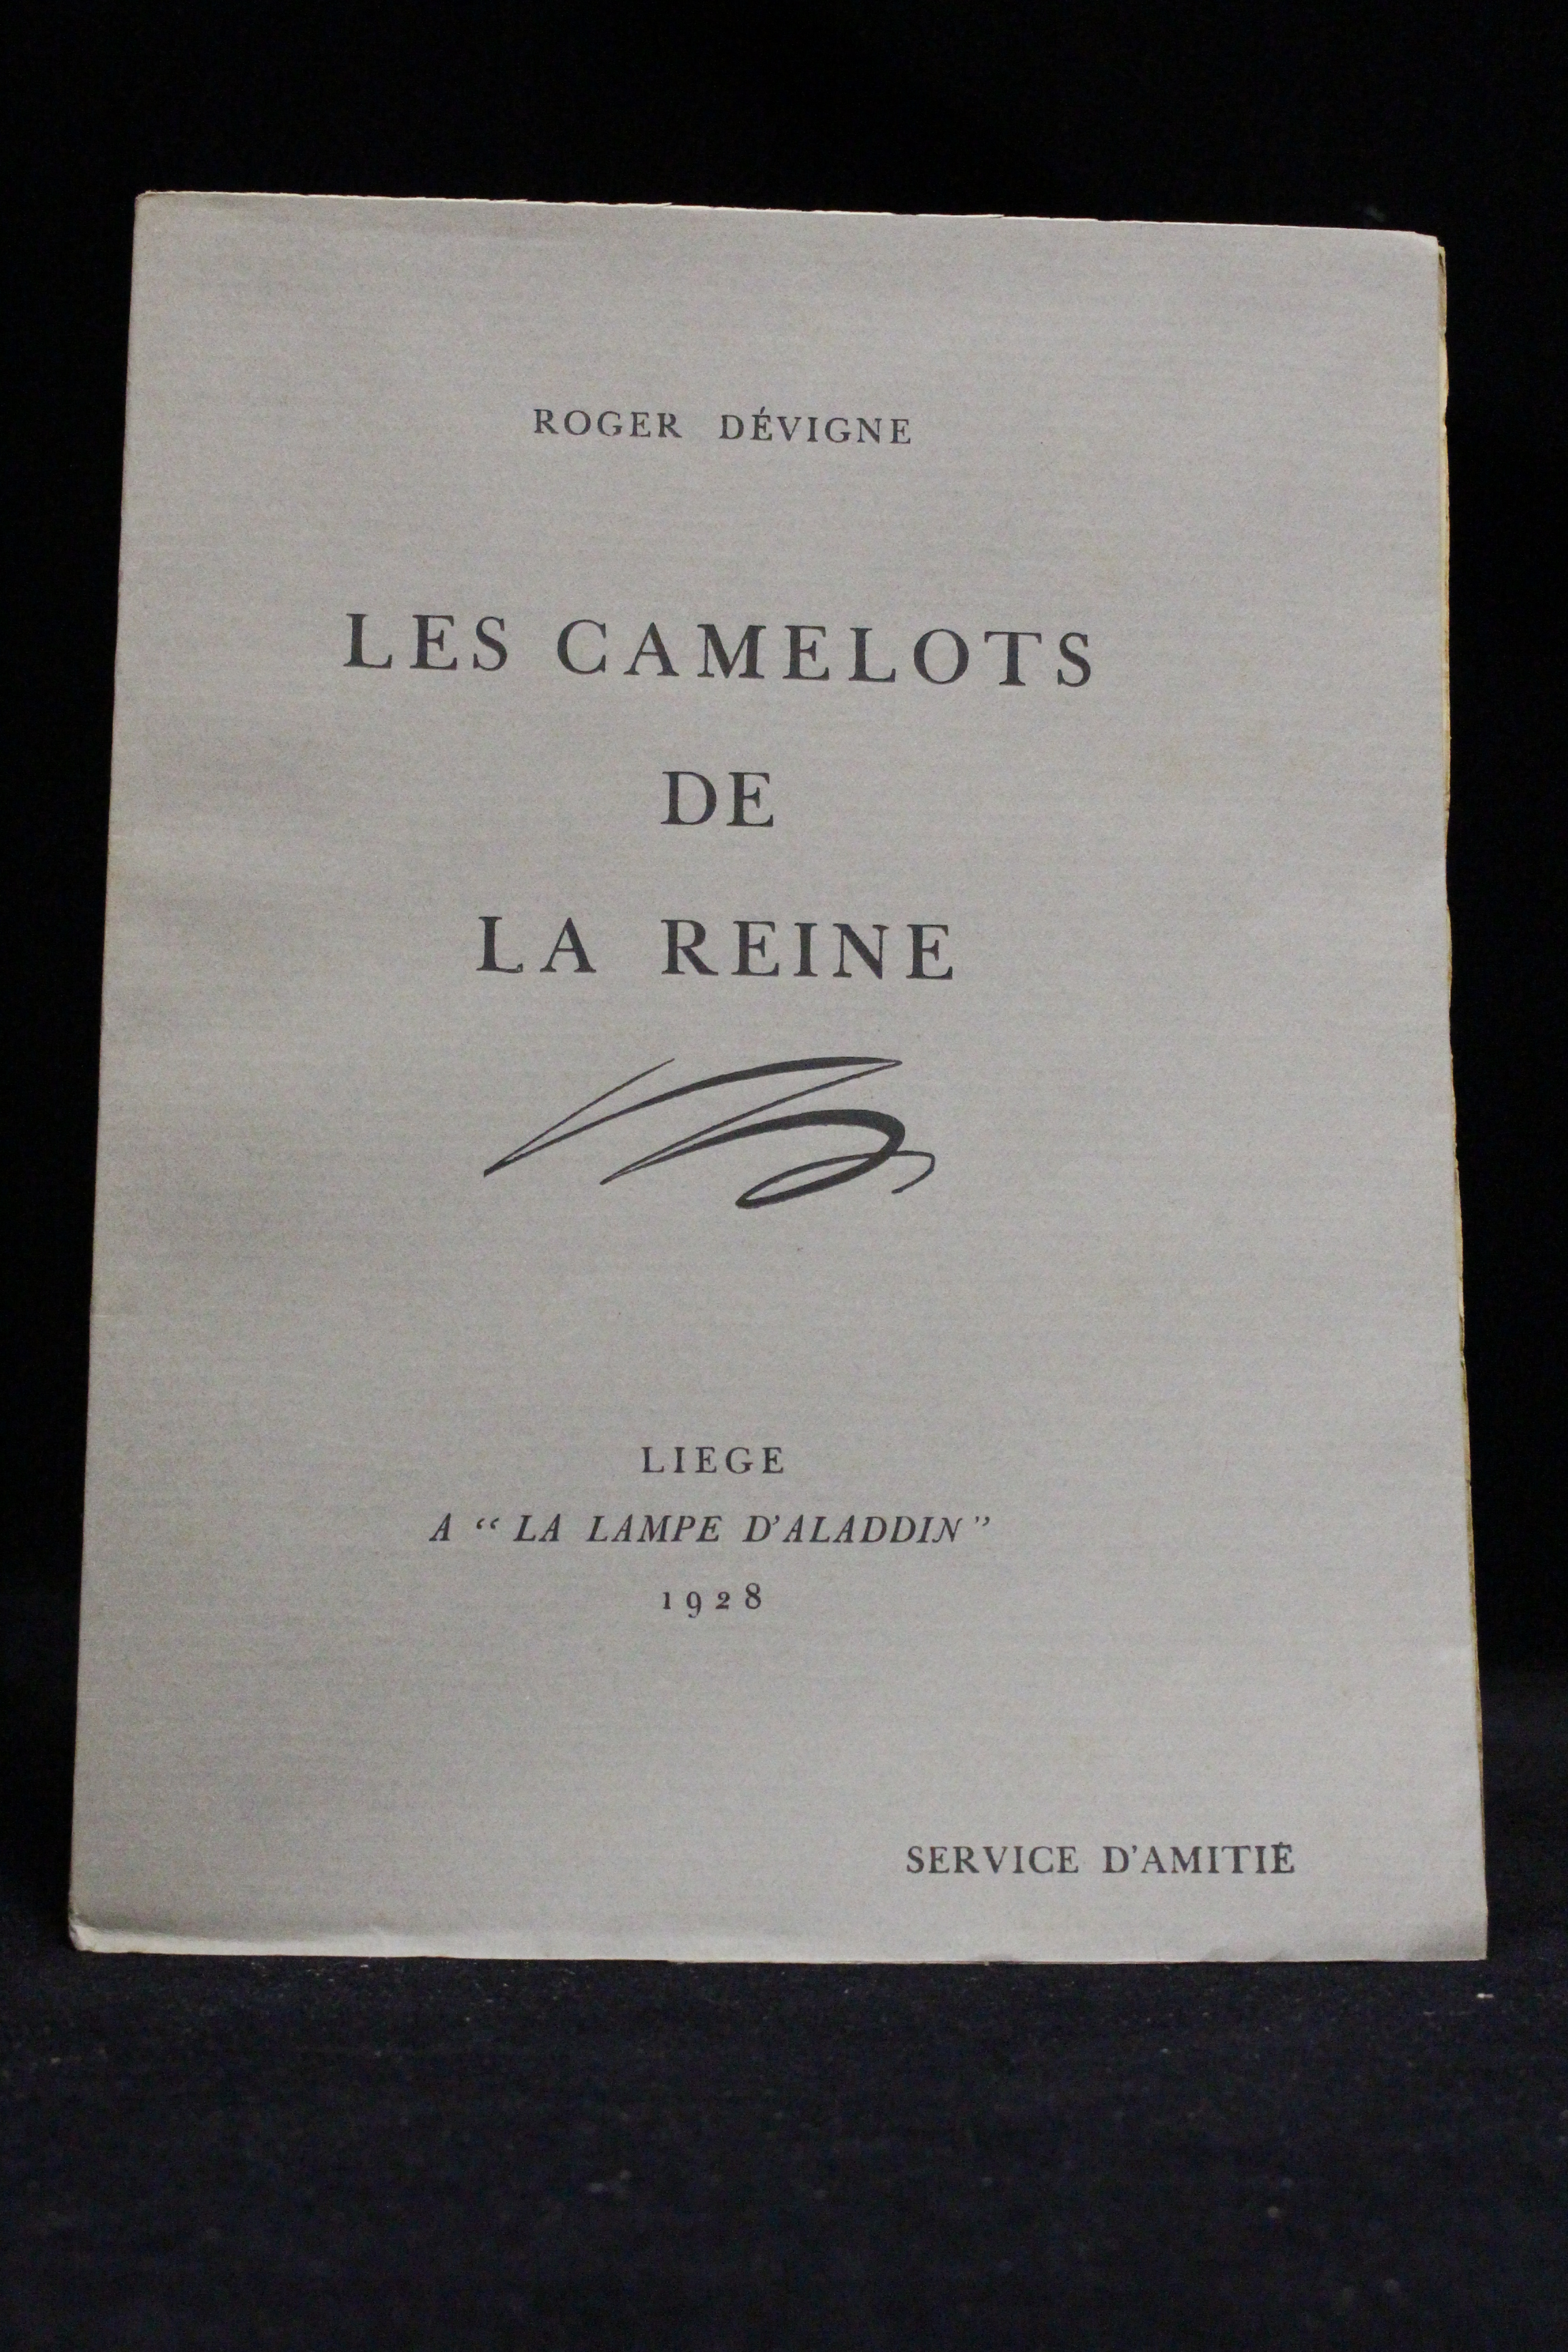 ROGER DÉVIGNE
LES CAMELOTS
DE
LA REINE
LIEGE
A “ LA LAMPE D’ALADDIN ”
1928
SERVICE D’AMITIÉ